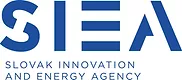 SIEA
SLOVAK INNOVATION
AND ENERGY AGENCY